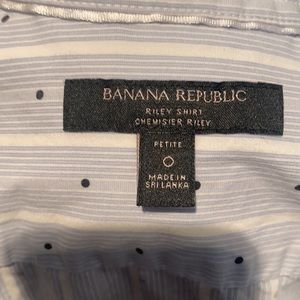 BANANA REPUBLIC
RILEY SHIRT
CHEMISIER RILEY
PETITE
0
MADE IN
SRI LANKA